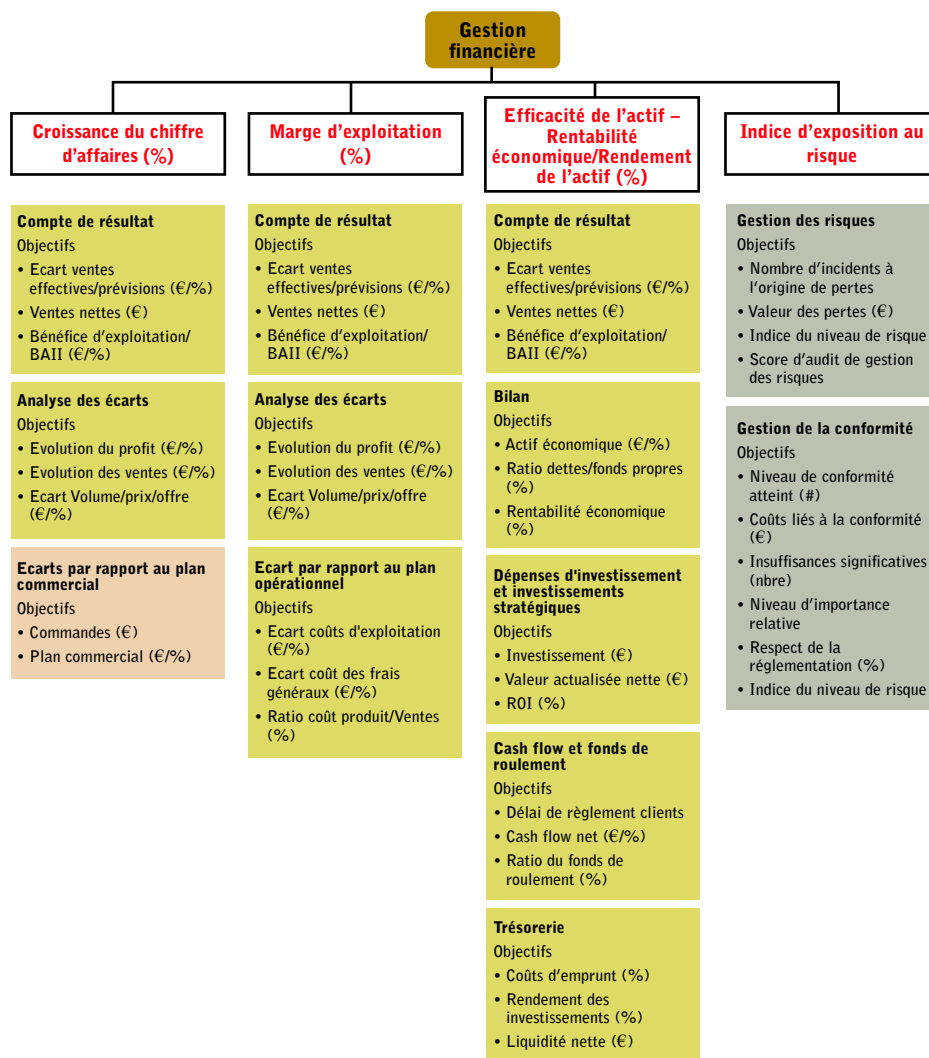 Gestion
financière
Croissance du chiffre
d'affaires (%)
Compte de résultat
Objectifs
• Ecart ventes
effectives/prévisions (€/%)
• Ventes nettes (€)
• Bénéfice d'exploitation/
BAII (€/%)
Analyse des écarts
Objectifs
• Evolution du profit (€/%)
• Evolution des ventes (€/%)
• Ecart Volume/prix/offre
(€/%)
Ecarts par rapport au plan
commercial
Objectifs
• Commandes (€)
• Plan commercial (€/%)
Marge d'exploitation
(%)
Compte de résultat
Objectifs
• Ecart ventes
effectives/prévisions (€/%)
• Ventes nettes (€)
• Bénéfice d'exploitation/
BAII (€/%)
Analyse des écarts
Objectifs
• Evolution du profit (€/%)
• Evolution des ventes (€/%)
• Ecart Volume/prix/offre
(€/%)
Ecart par rapport au plan
opérationnel
Objectifs
• Ecart coûts d'exploitation
(€/%)
• Ecart coût des frais
généraux (€/%)
• Ratio coût produit/Ventes
(%)
Efficacité de l'actif –
Rentabilité
économique/Rendement
de l'actif (%)
Compte de résultat
Objectifs
• Ecart ventes
effectives/prévisions (€/%)
• Ventes nettes (€)
• Bénéfice d'exploitation/
BAII (€/%)
Bilan
Objectifs
• Actif économique (€/%)
• Ratio dettes/fonds propres
(%)
• Rentabilité économique
(%)
Dépenses d'investissement
et investissements
stratégiques
Objectifs
• Investissement (€)
• Valeur actualisée nette (€)
• ROI (%)
Cash flow et fonds de
roulement
Objectifs
• Délai de règlement clients
• Cash flow net (€/%)
• Ratio du fonds de
roulement (%)
Trésorerie
Objectifs
• Coûts d'emprunt (%)
• Rendement des
investissements (%)
• Liquidité nette (€)
Indice d'exposition au
risque
Gestion des risques
Objectifs
• Nombre d'incidents à
l'origine de pertes
• Valeur des pertes (€)
• Indice du niveau de risque
• Score d'audit de gestion
des risques
Gestion de la conformité
Objectifs
• Niveau de conformité
atteint (#)
• Coûts liés à la conformité
(€)
• Insuffisances significatives
(nbre)
• Niveau d'importance
relative
• Respect de la
réglementation (%)
• Indice du niveau de risque